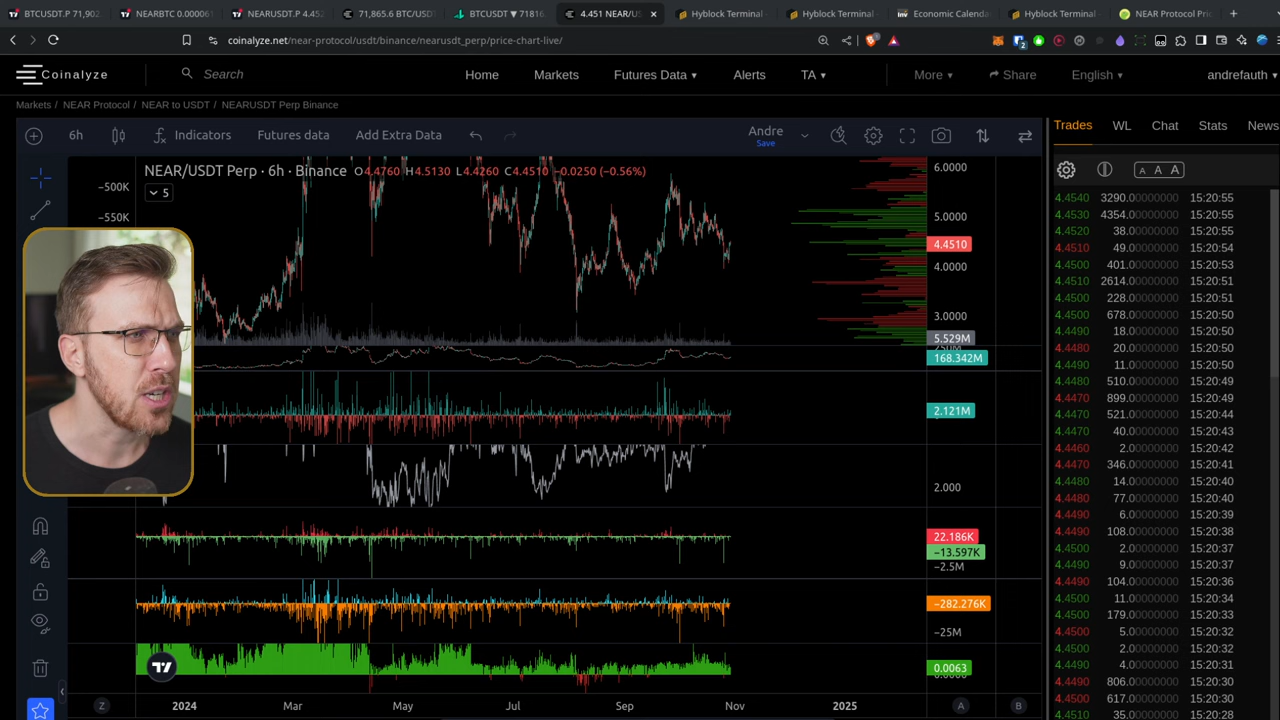 BTCUSDT.P 71,902
NEARBTC 0.000061
NEARUSDT.P 4.452
71,865.6 BTC/USDT
BTCUSDT ▼ 71816
4.451 NEAR/US
Hyblock Terminal
Hyblock Terminal
Economic Calenda
Hyblock Terminal
NEAR Protocol Pri
coinalyze.net/near-protocol/usdt/binance/nearusdt_perp/price-chart-live/
Coinalyze
Search
Home
Markets
Futures Data ▾
Alerts
TA ▾
More ▾
Share
English ▾
andrefauth ▾
Markets / NEAR Protocol / NEAR to USDT / NEARUSDT Perp Binance
6h
Indicators
Futures data
Add Extra Data
Andre
Save
Trades
WL
Chat
Stats
News
NEAR/USDT Perp · 6h · Binance O4.4760 H4.5130 L4.4260 C4.4510 −0.0250 (−0.56%)
5
−500K
−550K
6.0000
5.0000
4.4510
4.0000
3.0000
5.529M
168.342M
2.121M
2.000
22.186K
−13.597K
−2.5M
−282.276K
−25M
0.0063
2024
Mar
May
Jul
Sep
Nov
2025
Z
A
B
A A A
4.4540 3290.00000000 15:20:55
4.4530 4354.00000000 15:20:55
4.4520 38.00000000 15:20:55
4.4510 49.00000000 15:20:54
4.4500 401.00000000 15:20:53
4.4510 2614.00000000 15:20:51
4.4500 228.00000000 15:20:51
4.4500 678.00000000 15:20:50
4.4490 18.00000000 15:20:50
4.4480 20.00000000 15:20:50
4.4490 11.00000000 15:20:50
4.4480 510.00000000 15:20:49
4.4470 899.00000000 15:20:49
4.4470 521.00000000 15:20:44
4.4470 40.00000000 15:20:43
4.4460 2.00000000 15:20:42
4.4470 346.00000000 15:20:41
4.4480 14.00000000 15:20:40
4.4480 77.00000000 15:20:40
4.4490 6.00000000 15:20:39
4.4490 108.00000000 15:20:38
4.4500 2.00000000 15:20:37
4.4490 9.00000000 15:20:37
4.4490 104.00000000 15:20:36
4.4500 11.00000000 15:20:34
4.4500 179.00000000 15:20:33
4.4500 5.00000000 15:20:32
4.4480 2.00000000 15:20:32
4.4490 4.00000000 15:20:31
4.4490 806.00000000 15:20:30
4.4500 617.00000000 15:20:30
4.4510 35.00000000 15:20:28